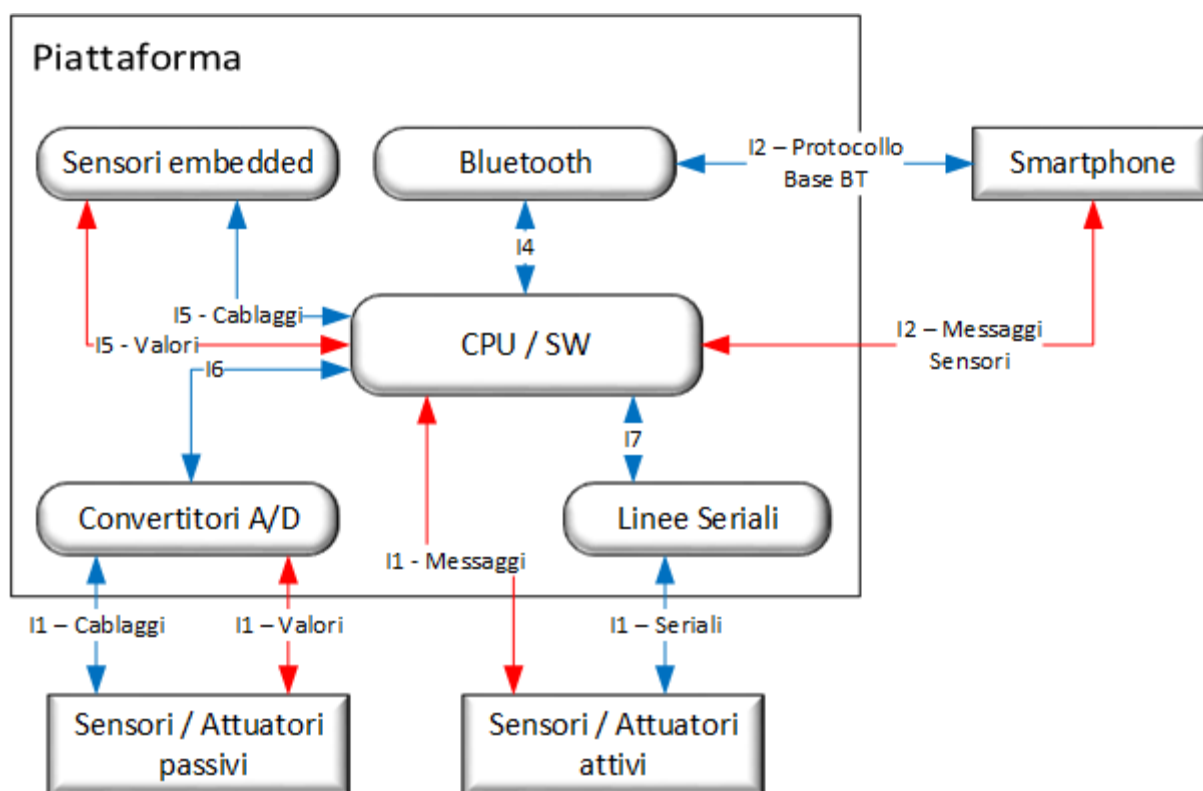 Piattaforma
Sensori embedded
Bluetooth
I2 – Protocollo
Base BT
Smartphone
I4
I5 - Cablaggi
I5 - Valori
I6
CPU / SW
I2 – Messaggi
Sensori
I7
Convertitori A/D
Linee Seriali
I1 - Messaggi
I1 – Cablaggi
I1 – Valori
I1 – Seriali
Sensori / Attuatori
passivi
Sensori / Attuatori
attivi